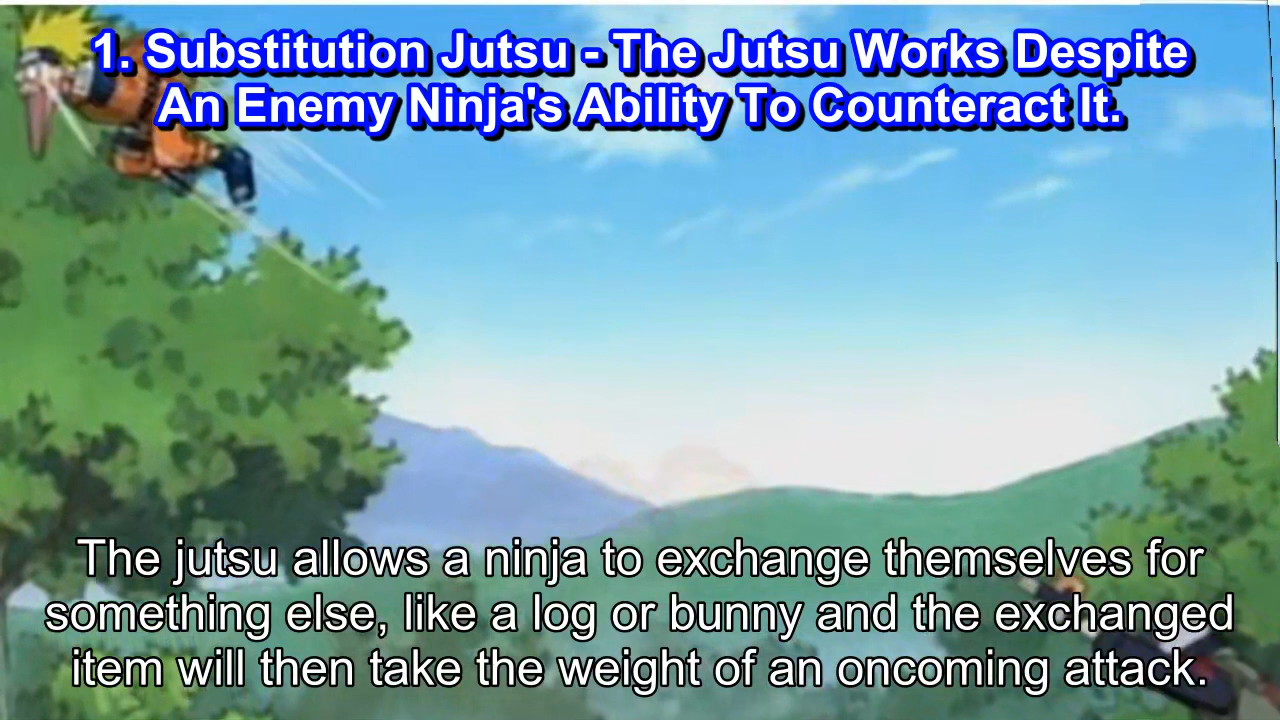 1. Substitution Jutsu - The Jutsu Works Despite
An Enemy Ninja's Ability To Counteract It.
The jutsu allows a ninja to exchange themselves for
something else, like a log or bunny and the exchanged
item will then take the weight of an oncoming attack.